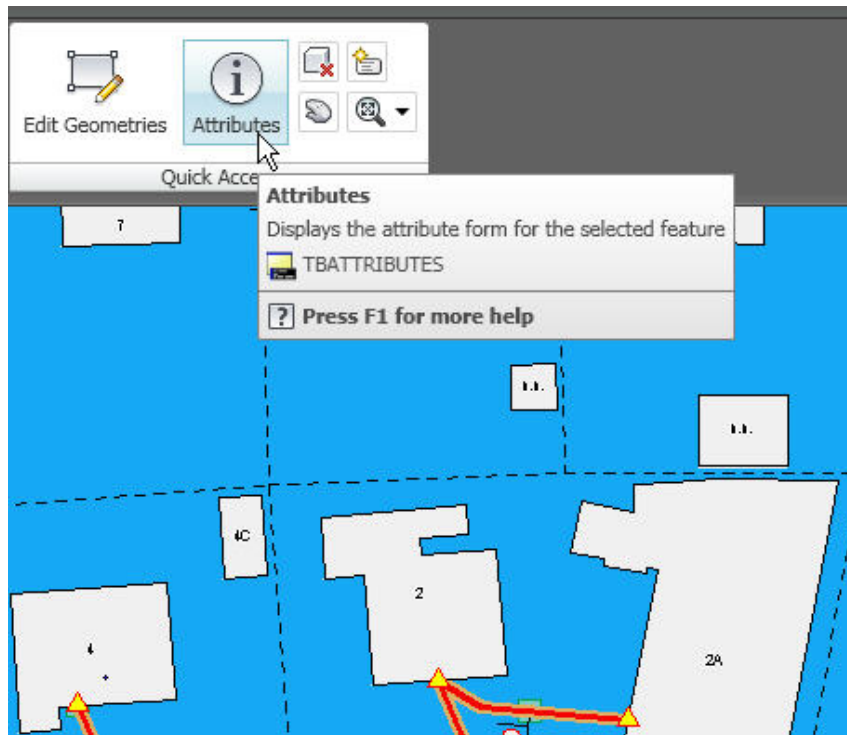 Edit Geometries
Attributes
Quick Acce
Attributes
Displays the attribute form for the selected feature
TBATTRIBUTES
? Press F1 for more help
7
4C
2
4
2A